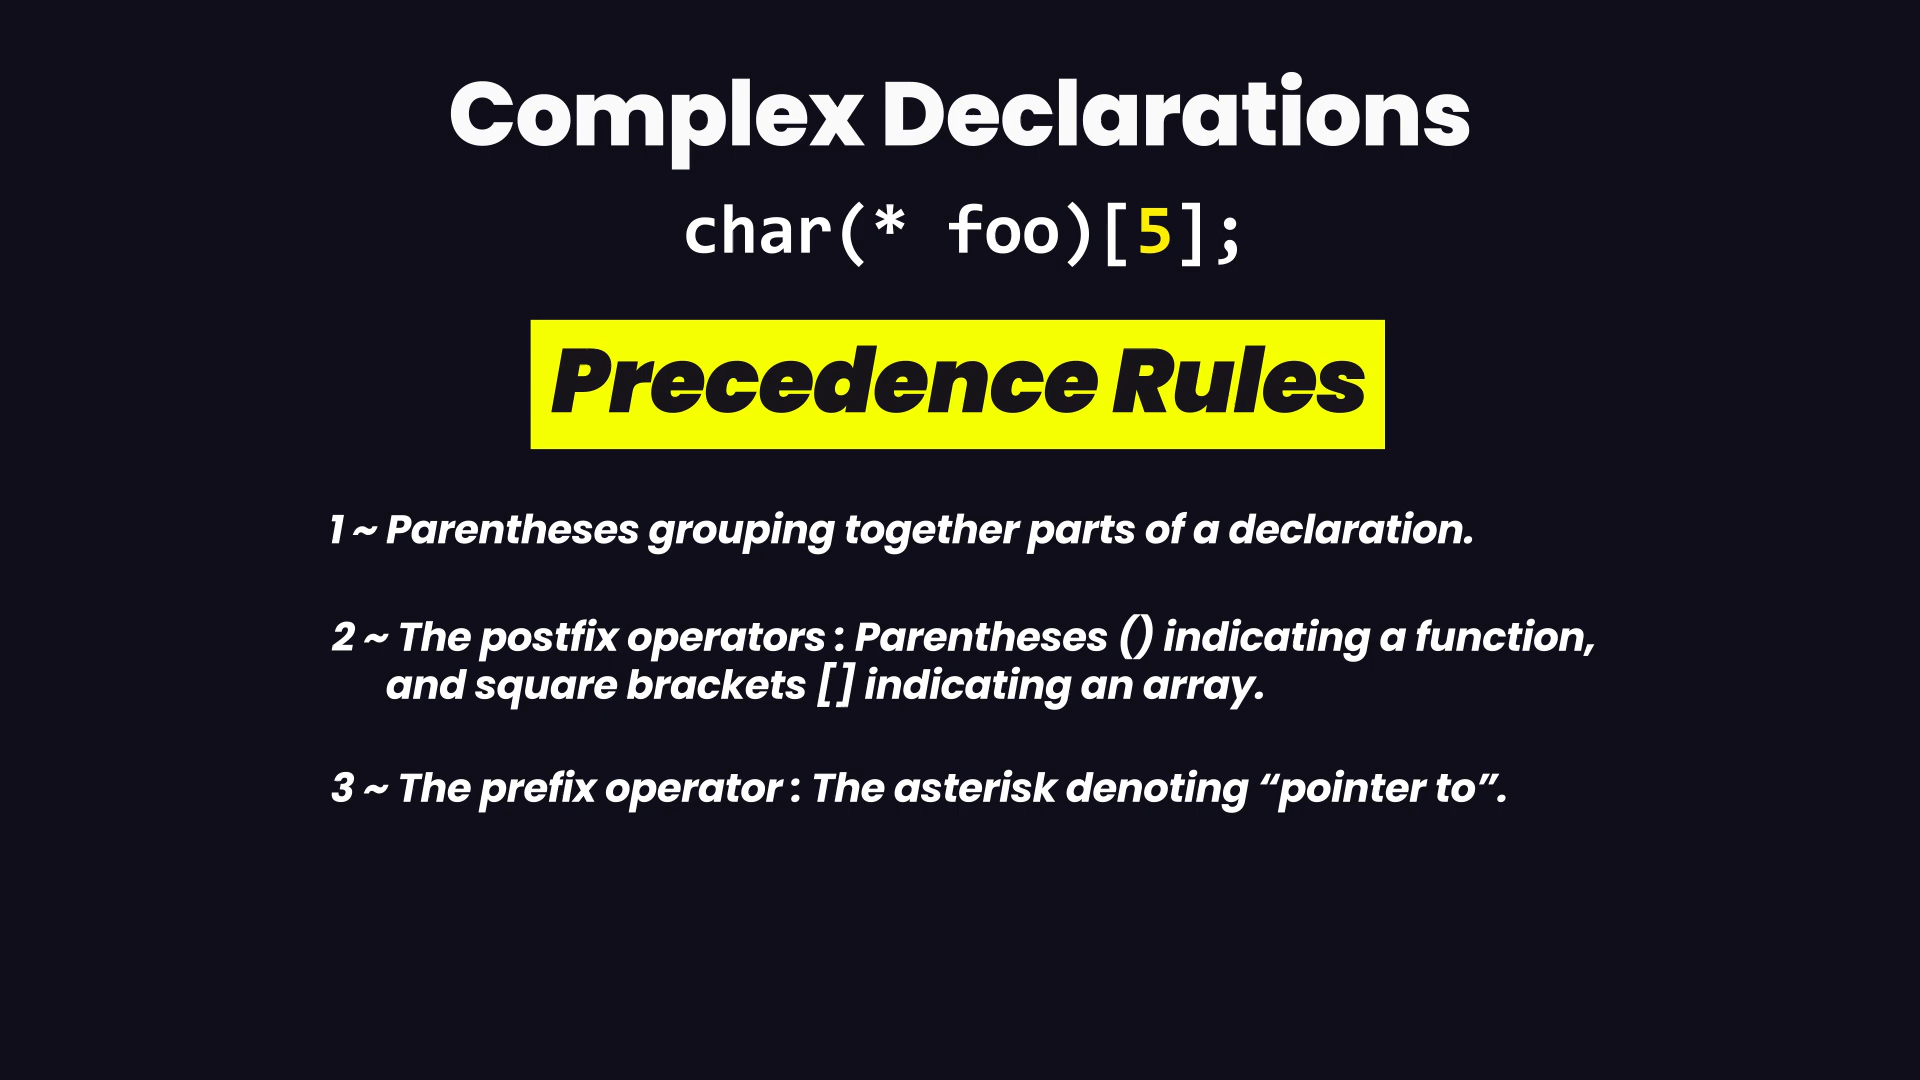 Complex Declarations
char(* foo)[5];
Precedence Rules
1 ~ Parentheses grouping together parts of a declaration.
2 ~ The postfix operators : Parentheses () indicating a function,
and square brackets [] indicating an array.
3 ~ The prefix operator : The asterisk denoting “pointer to”.